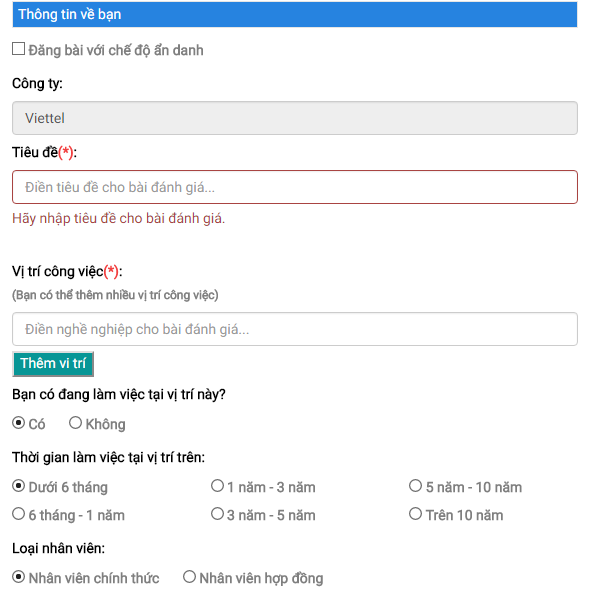 Thông tin về bạn
Đăng bài với chế độ ẩn danh
Công ty:
Viettel
Tiêu đề(*):
Điền tiêu đề cho bài đánh giá...
Hãy nhập tiêu đề cho bài đánh giá.
Vị trí công việc(*):
(Bạn có thể thêm nhiều vị trí công việc)
Điền nghề nghiệp cho bài đánh giá...
Thêm vị trí
Bạn có đang làm việc tại vị trí này?
Có Không
Thời gian làm việc tại vị trí trên:
Dưới 6 tháng 1 năm - 3 năm 5 năm - 10 năm
6 tháng - 1 năm 3 năm - 5 năm Trên 10 năm
Loại nhân viên:
Nhân viên chính thức Nhân viên hợp đồng